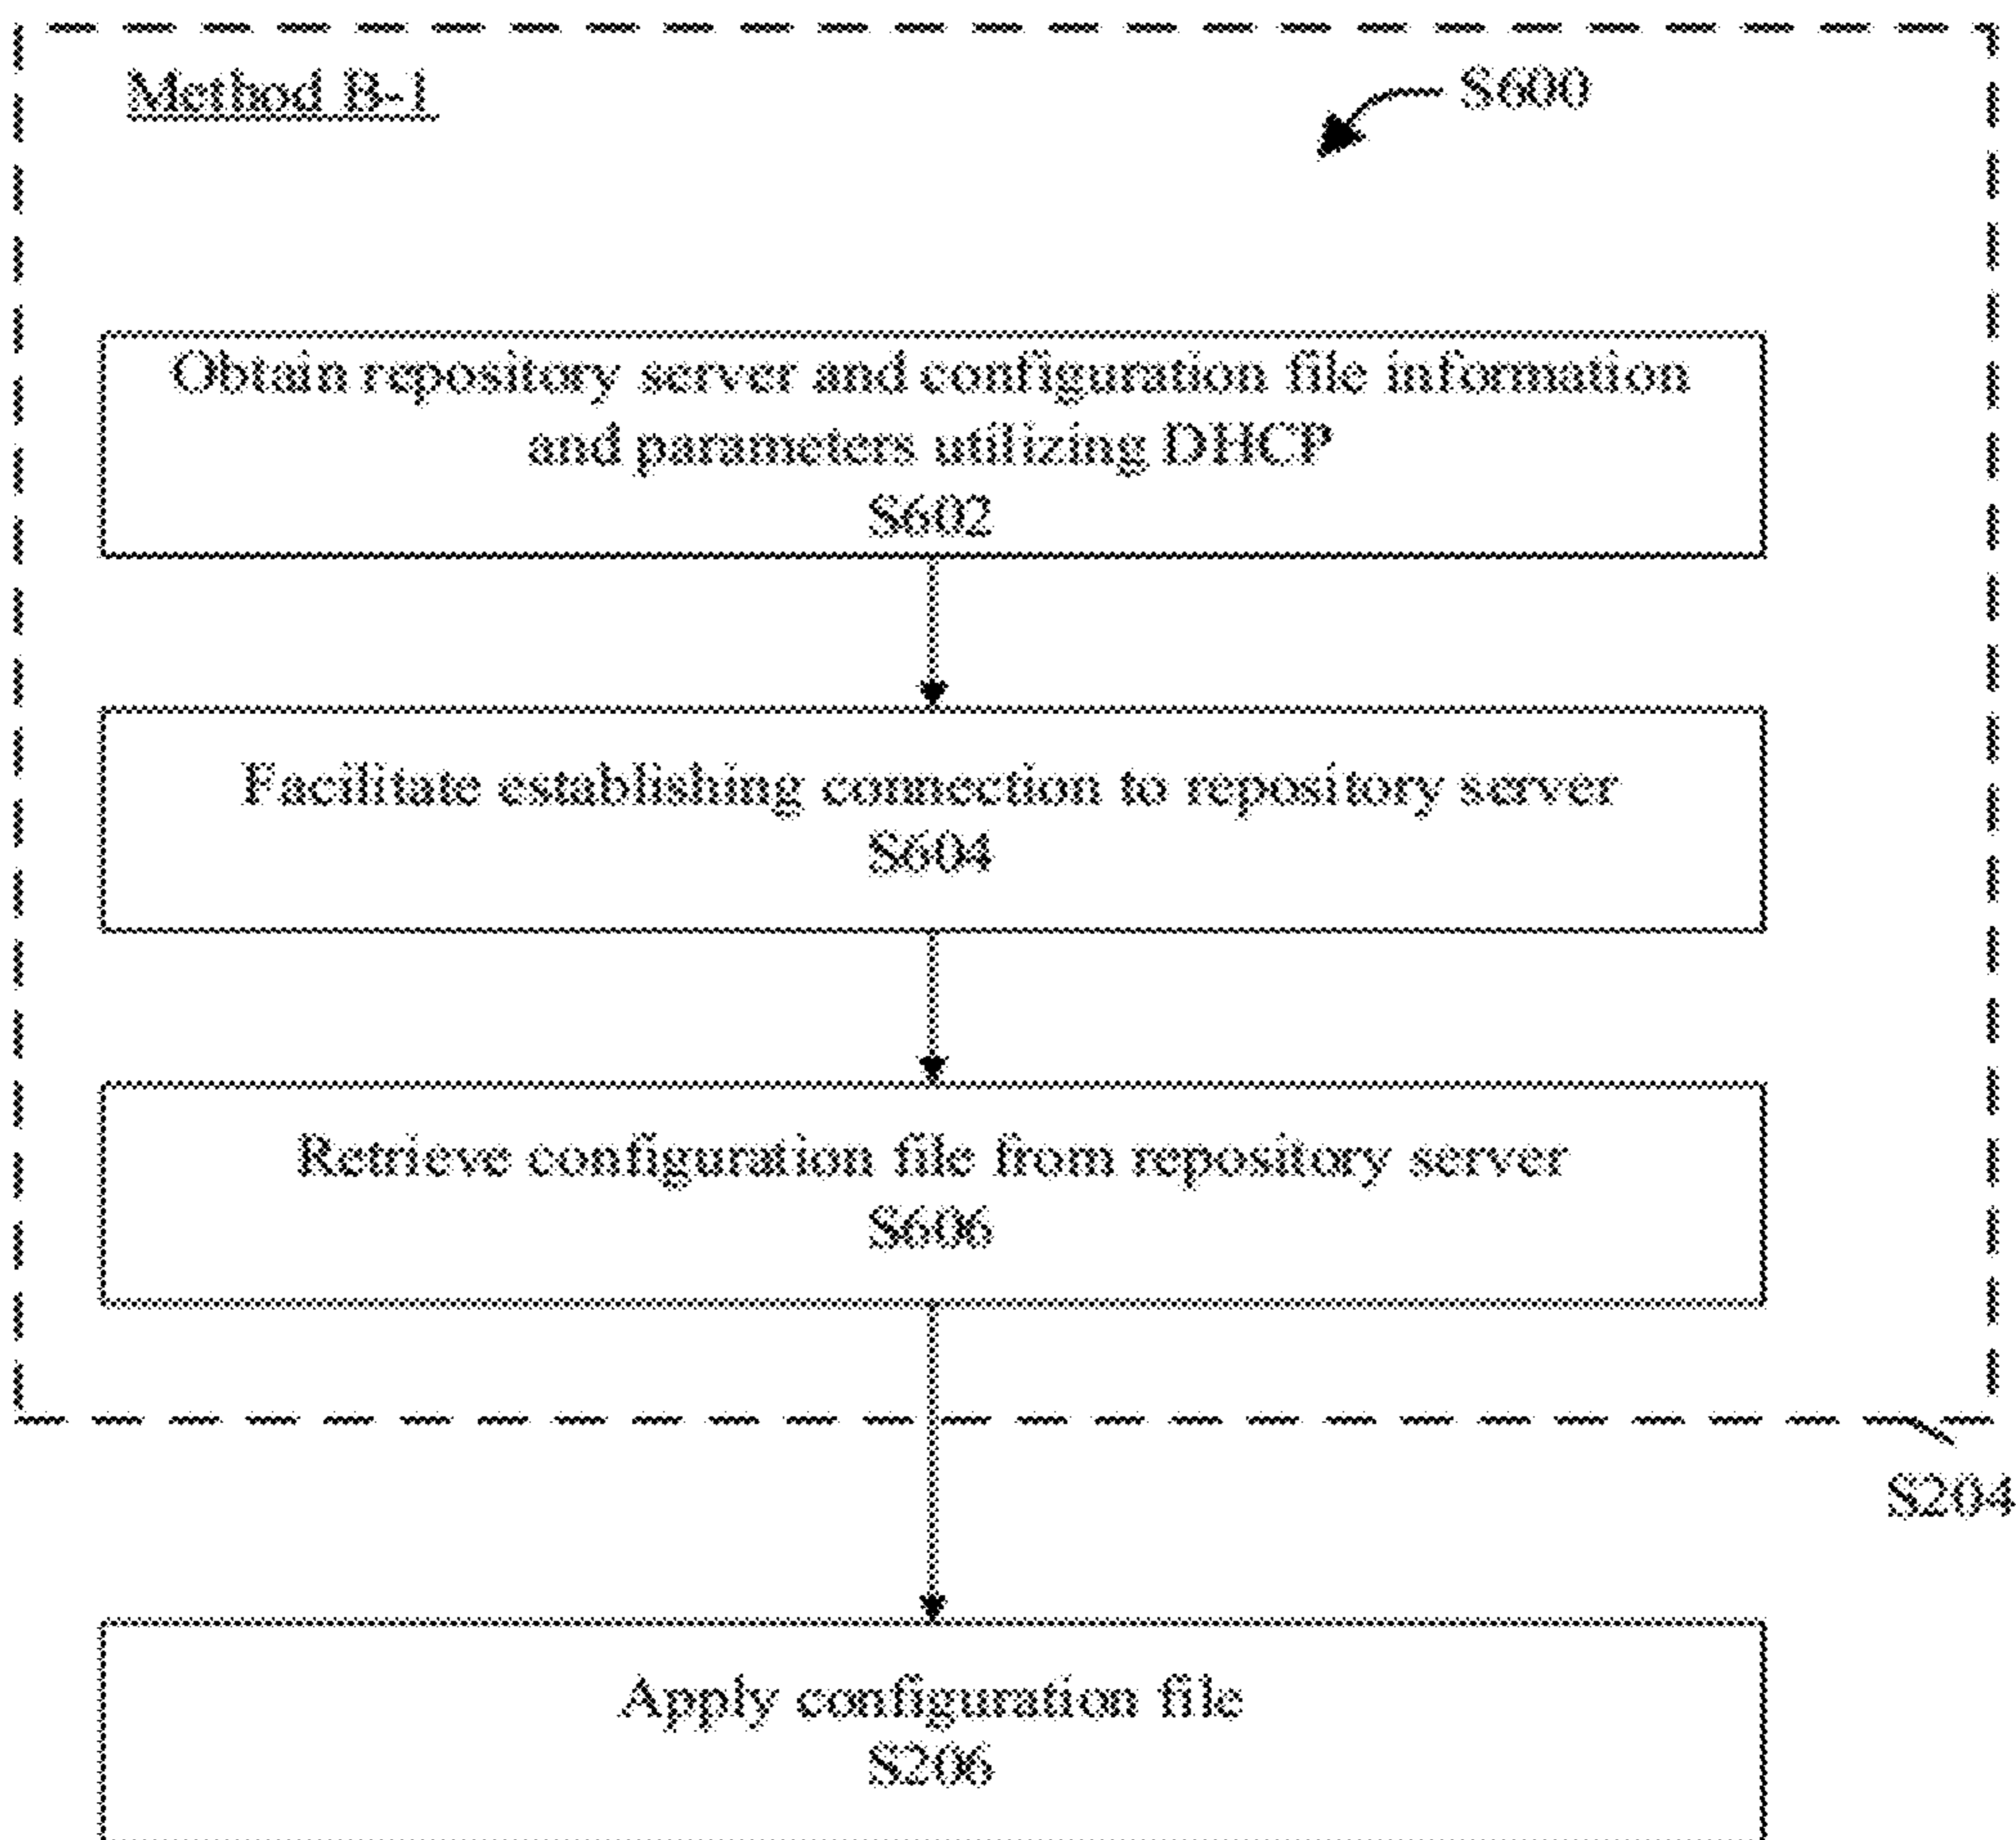 Method B-1
S600
Obtain repository server and configuration file information
and parameters utilizing DHCP
S602
Facilitate establishing connection to repository server
S604
Retrieve configuration file from repository server
S606
S204
Apply configuration file
S206